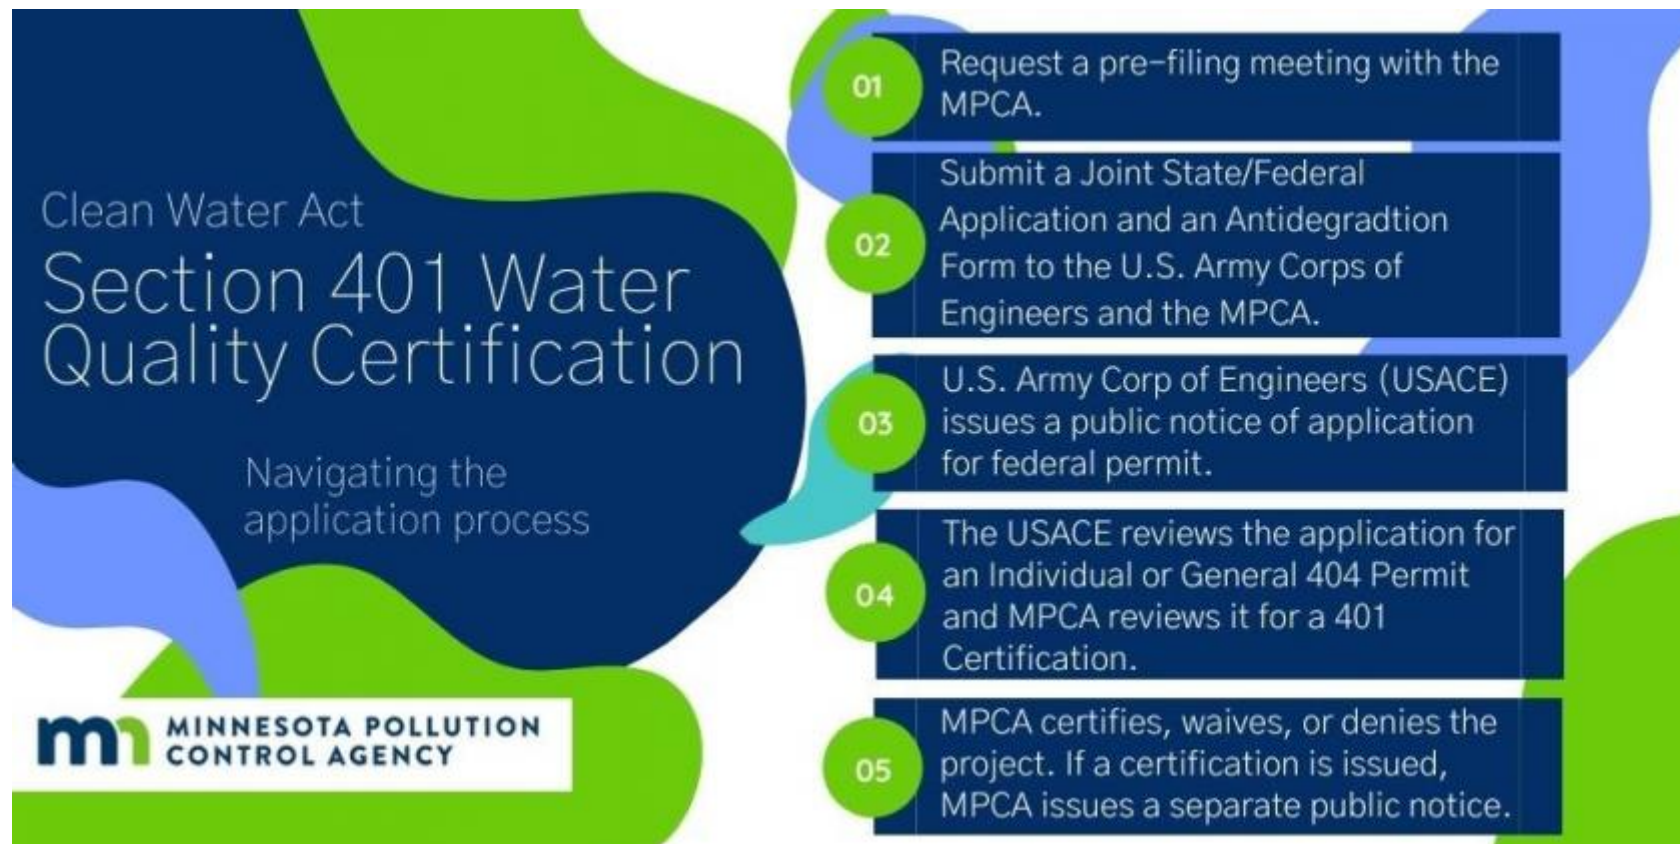 Clean Water Act
Section 401 Water
Quality Certification
Navigating the
application process
mn MINNESOTA POLLUTION
CONTROL AGENCY
01
Request a pre-filing meeting with the
MPCA.
02
Submit a Joint State/Federal
Application and an Antidegradtion
Form to the U.S. Army Corps of
Engineers and the MPCA.
03
U.S. Army Corp of Engineers (USACE)
issues a public notice of application
for federal permit.
04
The USACE reviews the application for
an Individual or General 404 Permit
and MPCA reviews it for a 401
Certification.
05
MPCA certifies, waives, or denies the
project. If a certification is issued,
MPCA issues a separate public notice.